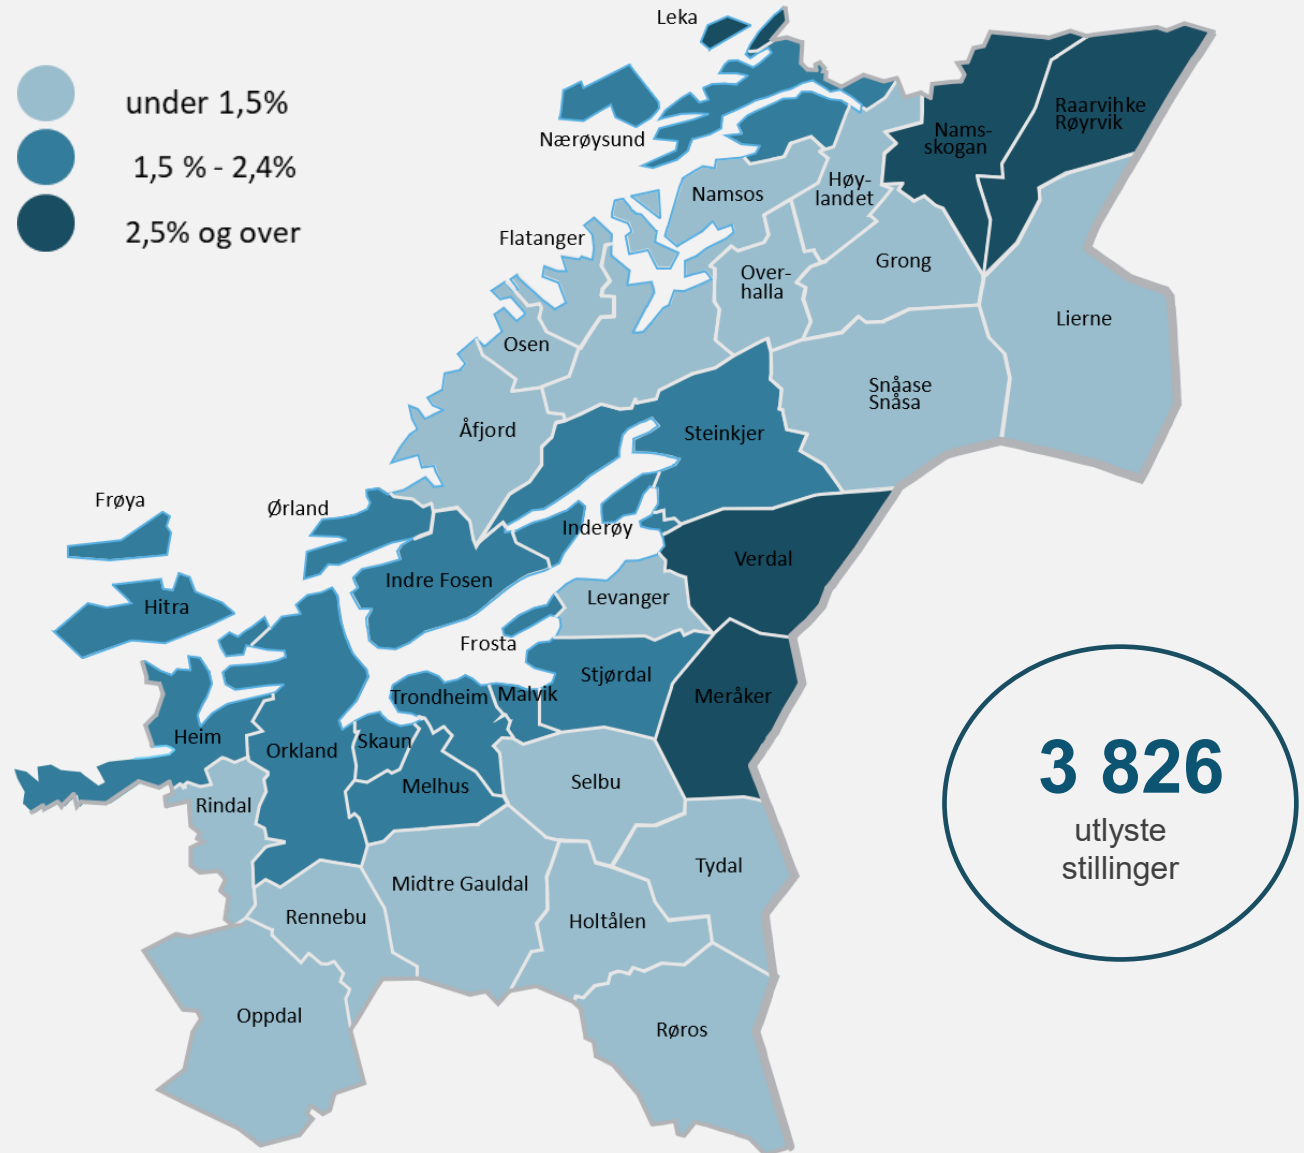 under 1,5%
1,5 % - 2,4%
2,5% og over
Leka
Nærøysund
Raarvihke
Røyrvik
Nams-
skogan
Namsos
Høy-
landet
Flatanger
Over-
halla
Grong
Lierne
Osen
Snåase
Snåsa
Åfjord
Steinkjer
Frøya
Ørland
Inderøy
Verdal
Indre Fosen
Levanger
Hitra
Frosta
Stjørdal
Trondheim
Malvik
Meråker
Heim
Orkland
Skaun
Melhus
Selbu
Rindal
Tydal
Midtre Gauldal
Rennebu
Holtålen
Oppdal
Røros
3 826
utlyste
stillinger